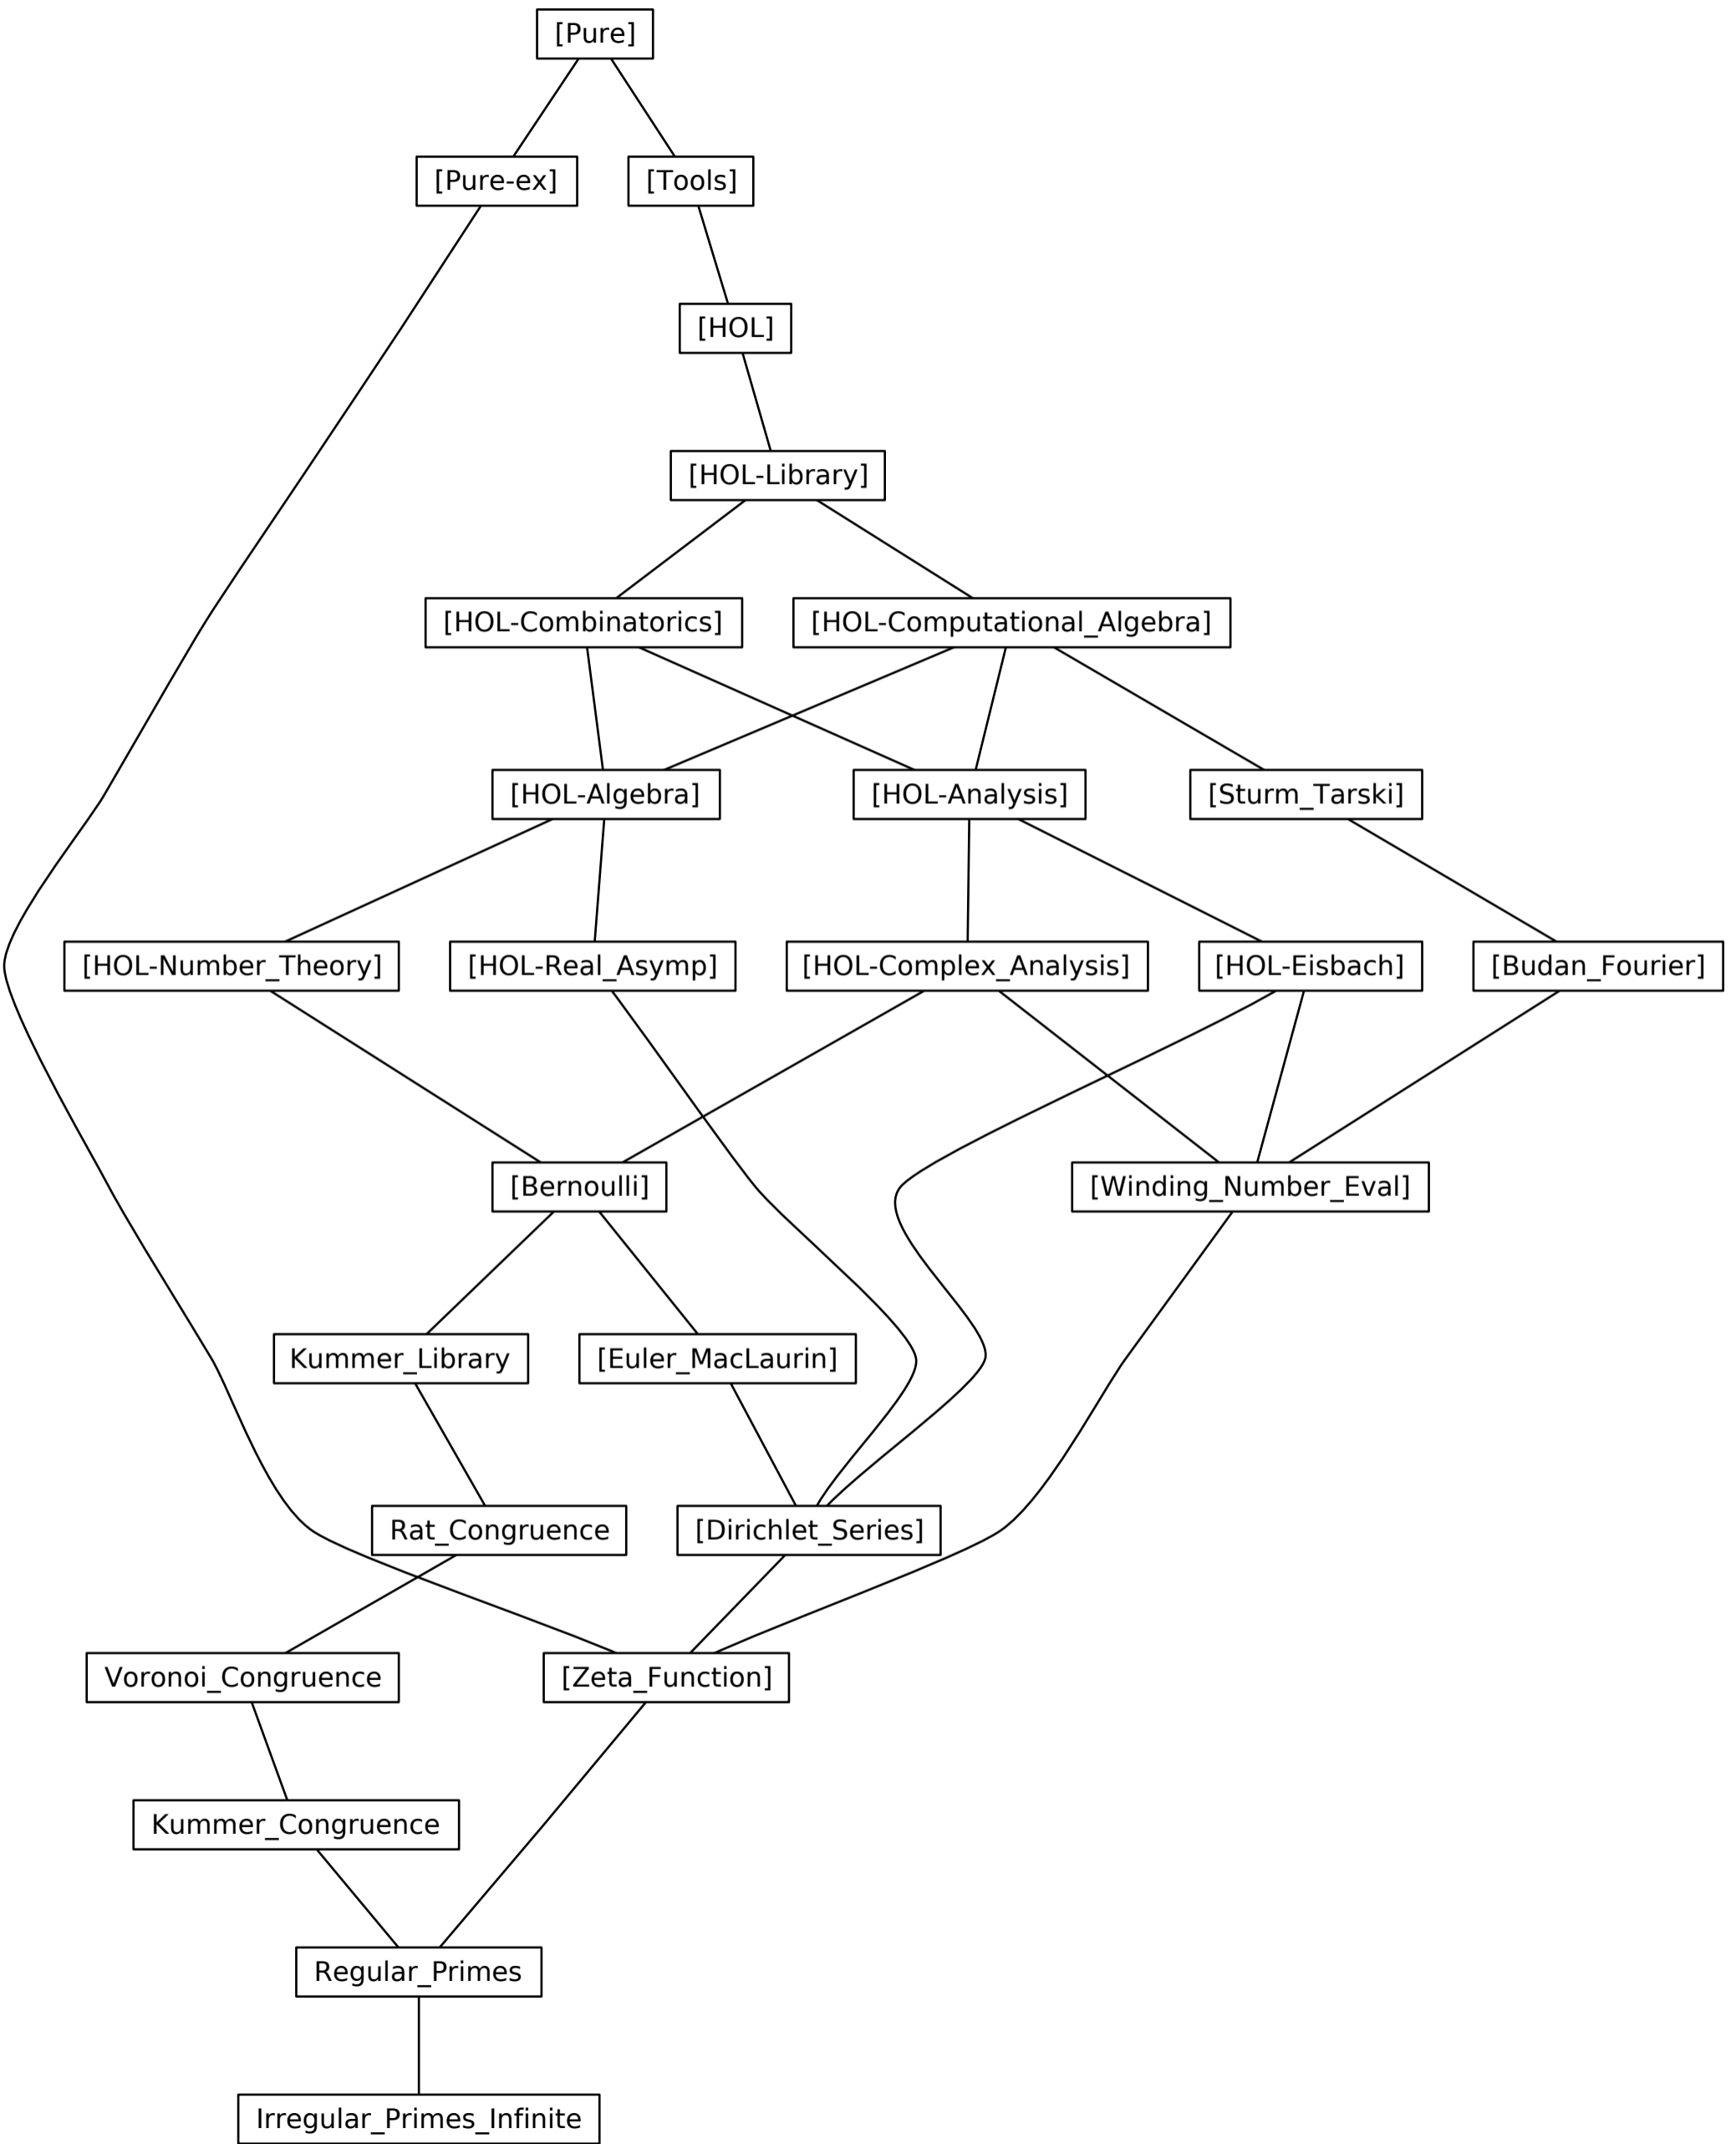 [Pure]
[Pure-ex]
[Tools]
[HOL]
[HOL-Library]
[HOL-Combinatorics]
[HOL-Computational_Algebra]
[HOL-Algebra]
[HOL-Analysis]
[Sturm_Tarski]
[HOL-Number_Theory]
[HOL-Real_Asymp]
[HOL-Complex_Analysis]
[HOL-Eisbach]
[Budan_Fourier]
[Bernoulli]
[Winding_Number_Eval]
Kummer_Library
[Euler_MacLaurin]
Rat_Congruence
[Dirichlet_Series]
Voronoi_Congruence
[Zeta_Function]
Kummer_Congruence
Regular_Primes
Irregular_Primes_Infinite